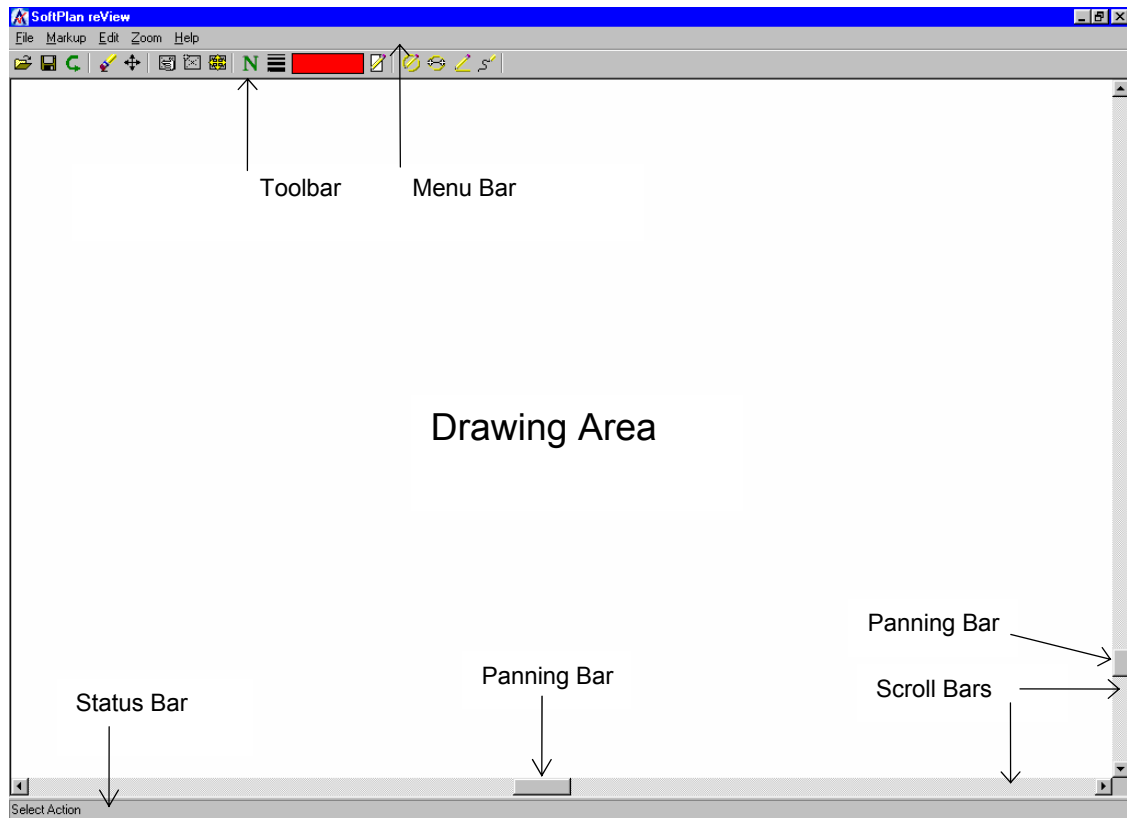 SoftPlan reView
File Markup Edit Zoom Help
N
Toolbar
Menu Bar
Drawing Area
Panning Bar
Panning Bar
Scroll Bars
Status Bar
Select Action